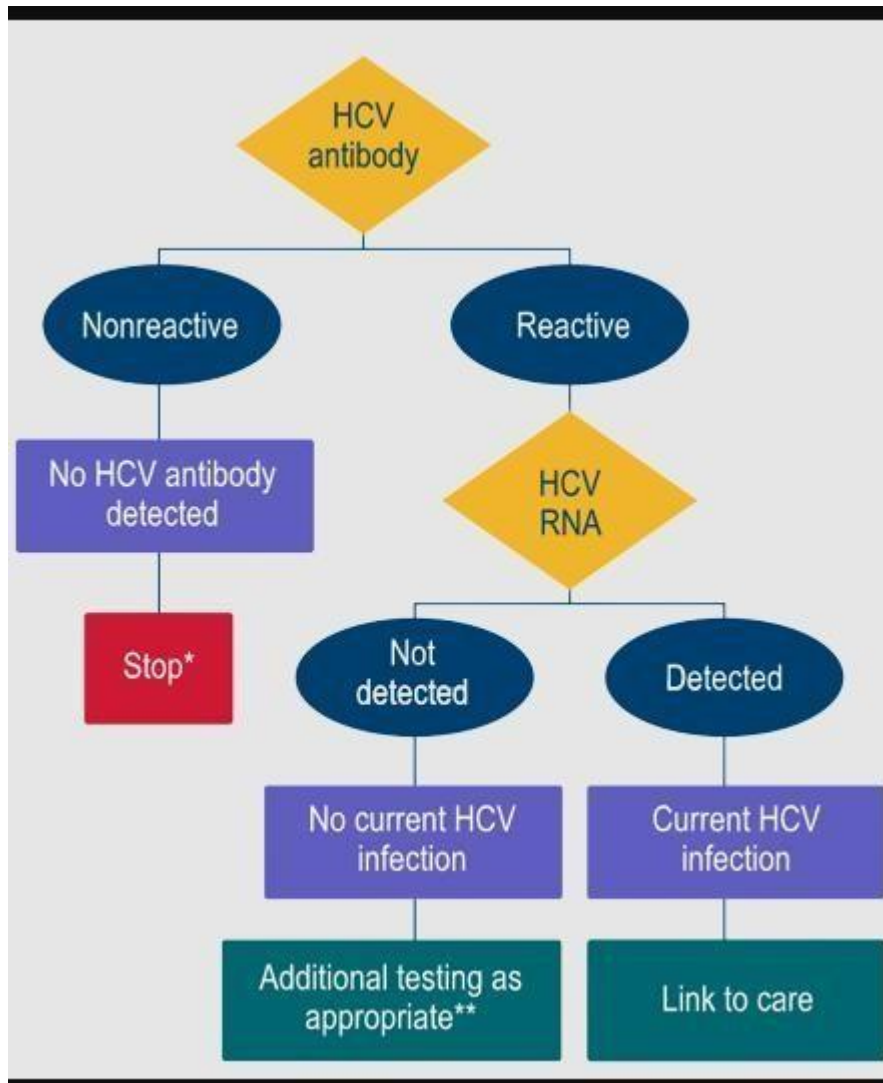 HCV
antibody
Nonreactive
Reactive
No HCV antibody
detected
HCV
RNA
Stop*
Not
detected
Detected
No current HCV
infection
Current HCV
infection
Additional testing as
appropriate**
Link to care